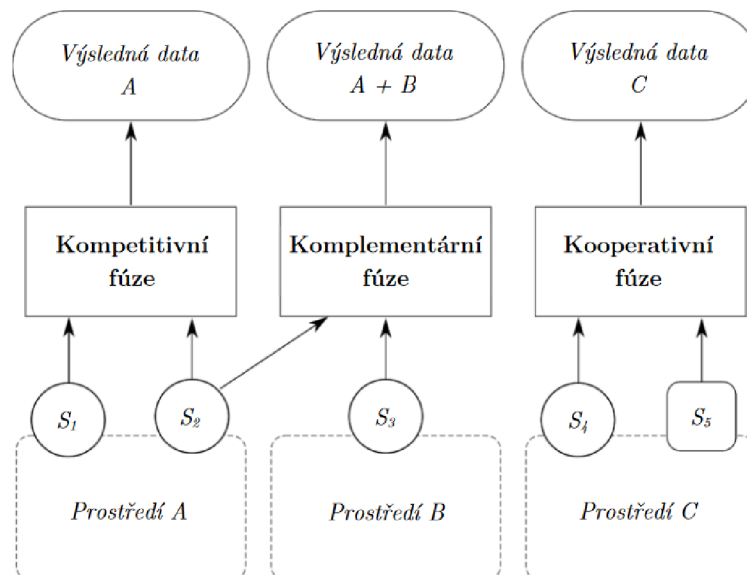 Výsledná data
A
Výsledná data
A + B
Výsledná data
C
Kompetitivní
fúze
Komplementární
fúze
Kooperativní
fúze
S₁
S₂
S₃
S₄
S₅
Prostředí A
Prostředí B
Prostředí C